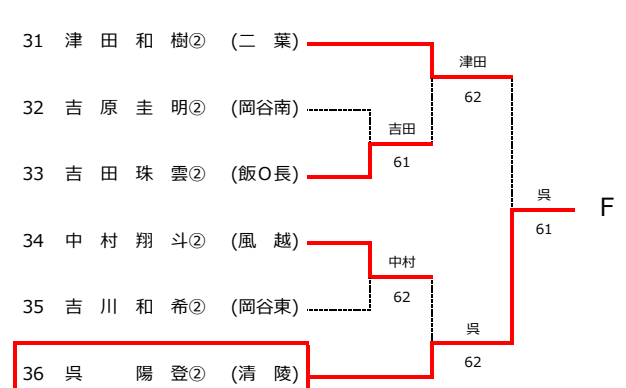 31 津 田 和 樹② (二 葉)
津田
62
32 吉 原 圭 明② (岡谷南)
吉田
61
33 吉 田 珠 雲② (飯O長)
呉
61
F
34 中 村 翔 斗② (風 越)
中村
62
35 吉 川 和 希② (岡谷東)
呉
62
36 呉 陽 登② (清 陵)